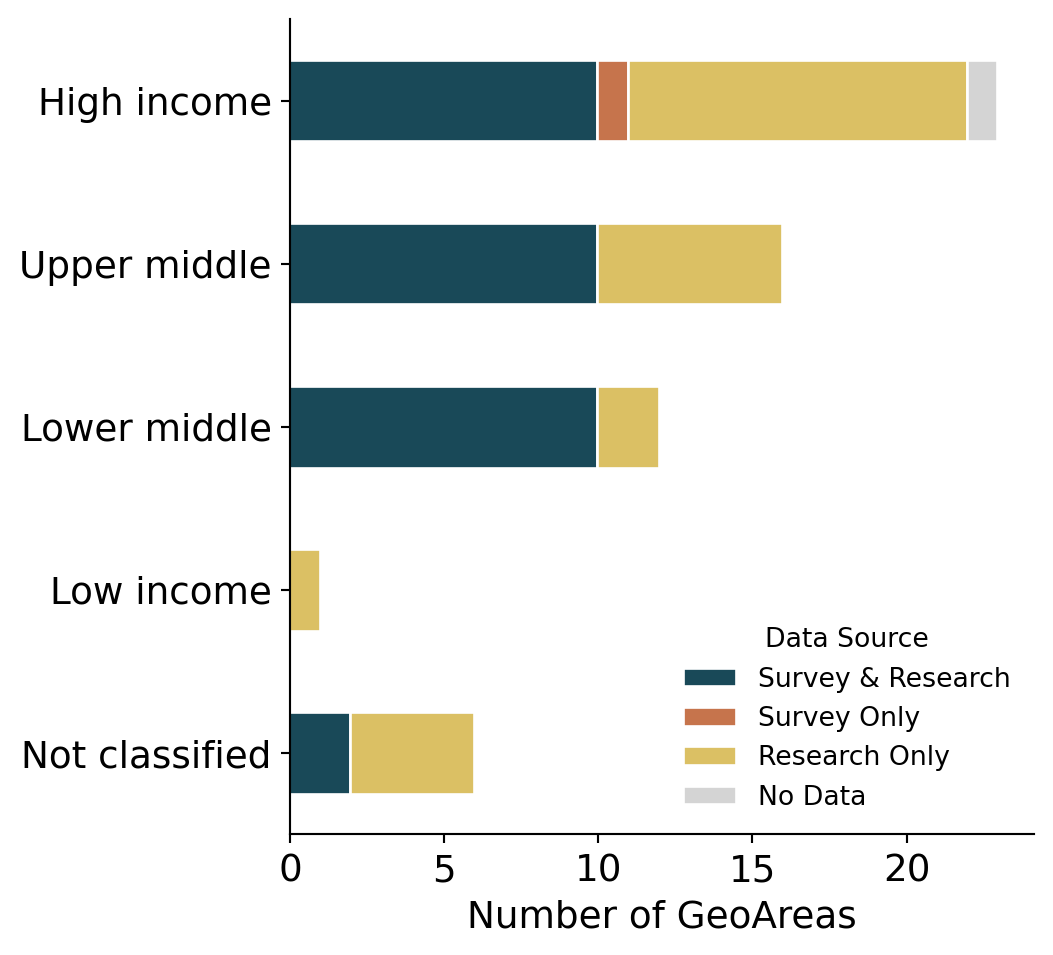 High income
Upper middle
Lower middle
Low income
Not classified
Data Source
Survey & Research
Survey Only
Research Only
No Data
0 5 10 15 20
Number of GeoAreas